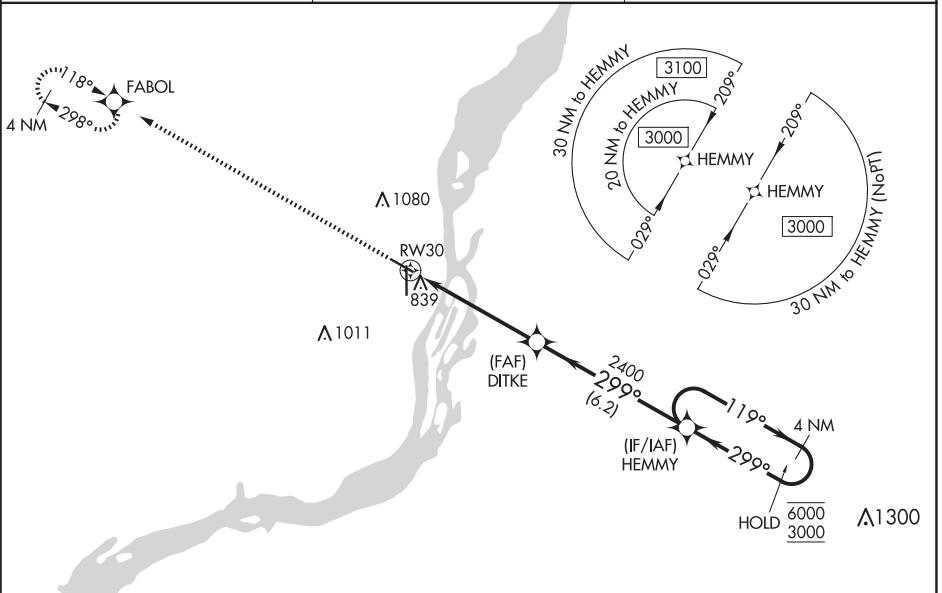 118°
FABOL
298°
4 NM
30 NM to HEMMY
3100
209°
20 NM to HEMMY
3000
HEMMY
029°
209°
HEMMY
3000
029°
30 NM to HEMMY (NoPT)
1080
RW30
839
1011
(FAF)
DITKE
2400
299°
(6.2)
(IF/IAF)
HEMMY
119°
4 NM
299°
HOLD
6000
3000
1300